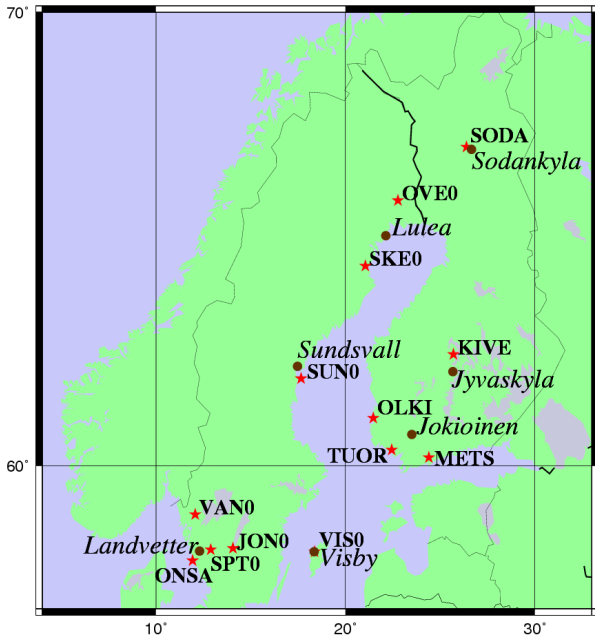 70°
SODA
Sodankyla
OVE0
Lulea
SKE0
Sundsvall
KIVE
SUN0
Jyvaskyla
OLKI
Jokioinen
TUOR
METS
60°
VAN0
Landvetter
JON0
VIS0
SPT0
Visby
ONSA
10°
20°
30°